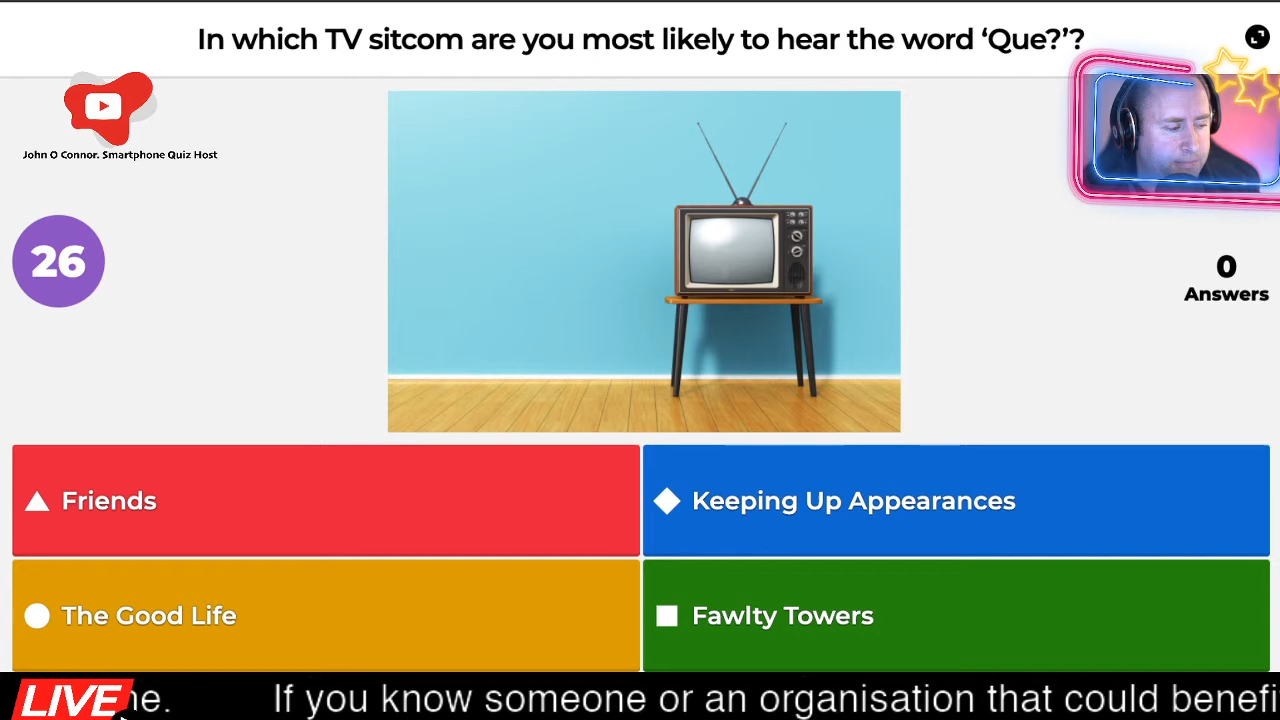 In which TV sitcom are you most likely to hear the word ‘Que?’?
John O Connor. Smartphone Quiz Host
26
0
Answers
Friends
Keeping Up Appearances
The Good Life
Fawlty Towers
LIVE
If you know someone or an organisation that could